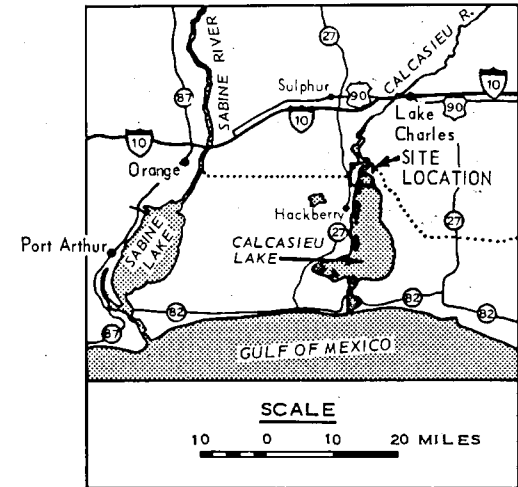 27
CALCASIEU R.
87
SABINE RIVER
Sulphur
90
10
10
Lake
Charles
90
10
Orange
SITE
LOCATION
Hackberry
27
27
Port Arthur
SABINE
LAKE
CALCASIEU
LAKE
82
82
82
87
GULF OF MEXICO
SCALE
10 0 10 20 MILES